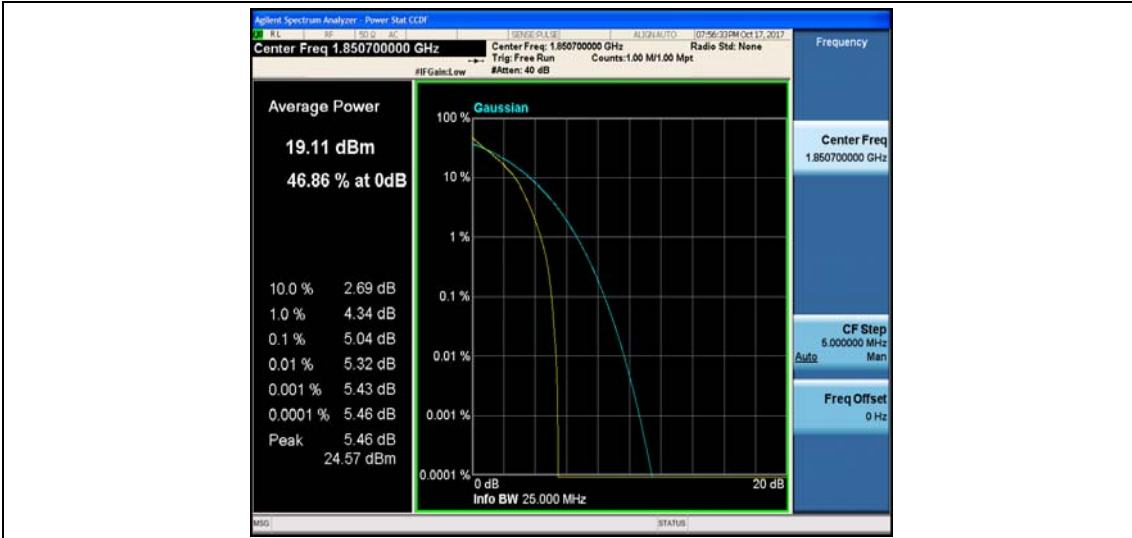 Agilent Spectrum Analyzer - Power Stat CCDF
RL RF 50 Ω AC SENSE:PULSE ALIGNAUTO 07:56:33 PM Oct 17, 2017
Center Freq 1.850700000 GHz
Center Freq: 1.850700000 GHz Radio Std: None
Trig: Free Run Counts:1.00 M/1.00 Mpt
#IFGain:Low #Atten: 40 dB
Frequency
Average Power
19.11 dBm
46.86 % at 0dB
10.0 % 2.69 dB
1.0 % 4.34 dB
0.1 % 5.04 dB
0.01 % 5.32 dB
0.001 % 5.43 dB
0.0001 % 5.46 dB
Peak 5.46 dB
24.57 dBm
Gaussian
100 %
10 %
1 %
0.1 %
0.01 %
0.001 %
0.0001 %
0 dB 20 dB
Info BW 25.000 MHz
Center Freq
1.850700000 GHz
CF Step
5.000000 MHz
Auto Man
Freq Offset
0 Hz
MSG STATUS